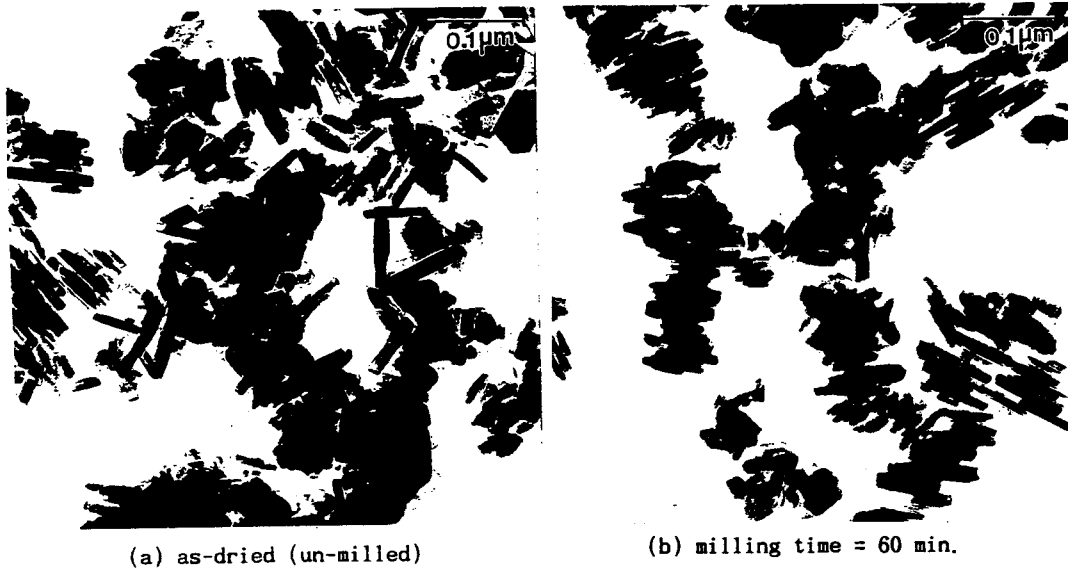 0.1μm
0.1μm
(a) as-dried (un-milled)
(b) milling time = 60 min.